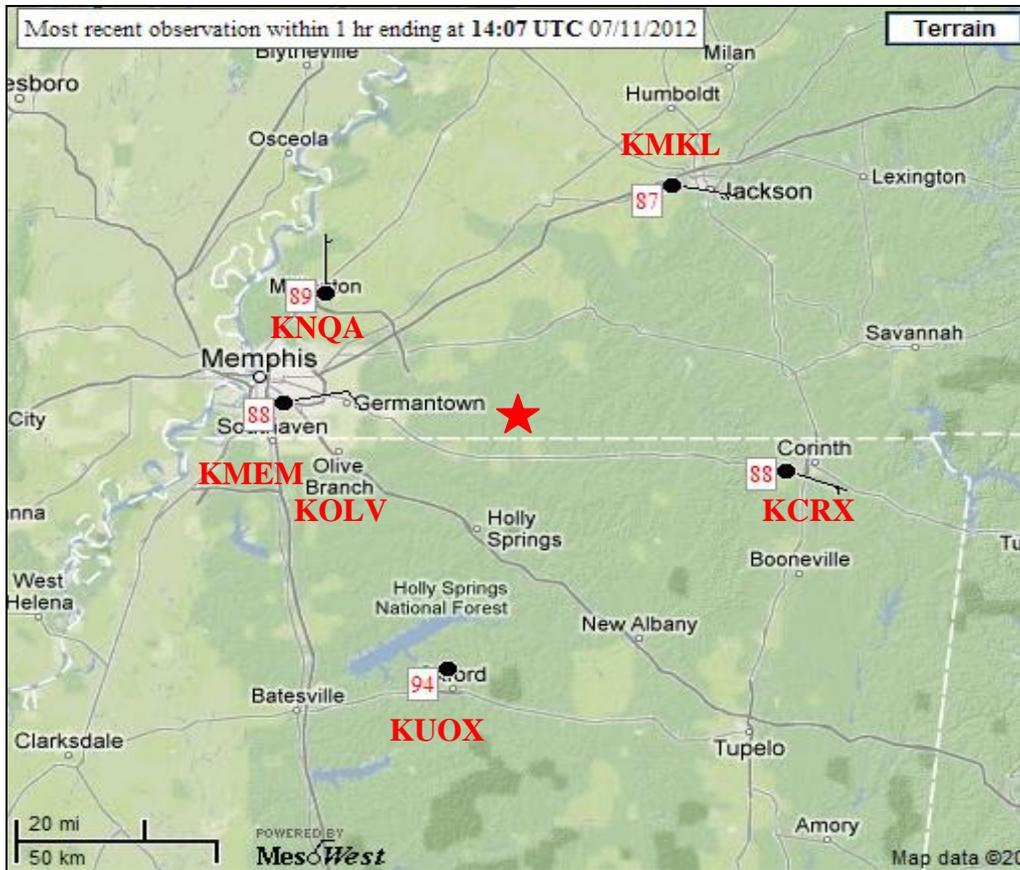 Most recent observation within 1 hr ending at 14:07 UTC 07/11/2012
Terrain
Blytheville
Milan
esboro
Humboldt
Osceola
KMKL
Lexington
87
Jackson
89
KNQA
Savannah
Memphis
88
Germantown
City
Southaven
Corinth
KMEM
Olive
Branch
88
KOLV
KCRX
nna
Holly
Springs
Tu
Booneville
West
Helena
Holly Springs
National Forest
New Albany
94
Batesville
KUOX
Clarksdale
Tupelo
20 mi
50 km
POWERED BY
MesoWest
Amory
Map data ©20